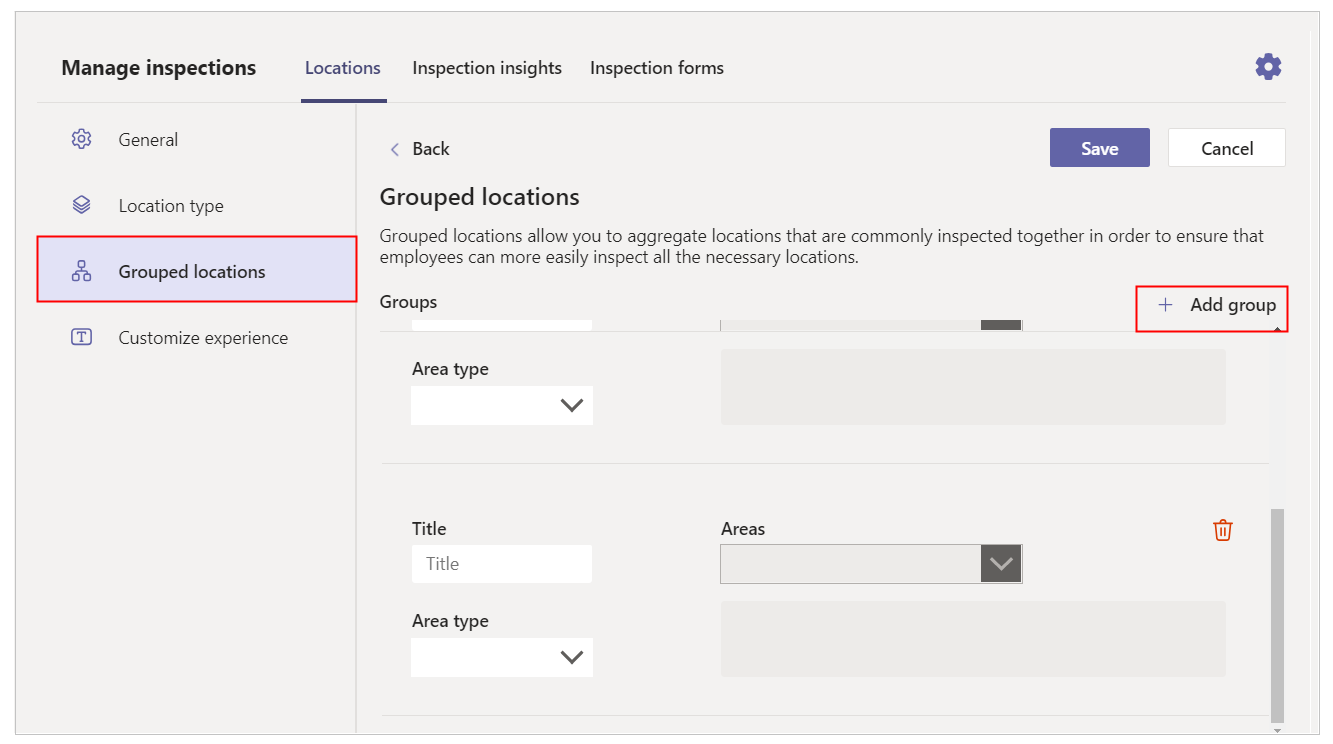 Manage inspections
Locations
Inspection insights
Inspection forms
General
Location type
Grouped locations
Customize experience
Back
Save
Cancel
Grouped locations
Grouped locations allow you to aggregate locations that are commonly inspected together in order to ensure that
employees can more easily inspect all the necessary locations.
Groups
Add group
Area type
Title
Areas
Title
Area type